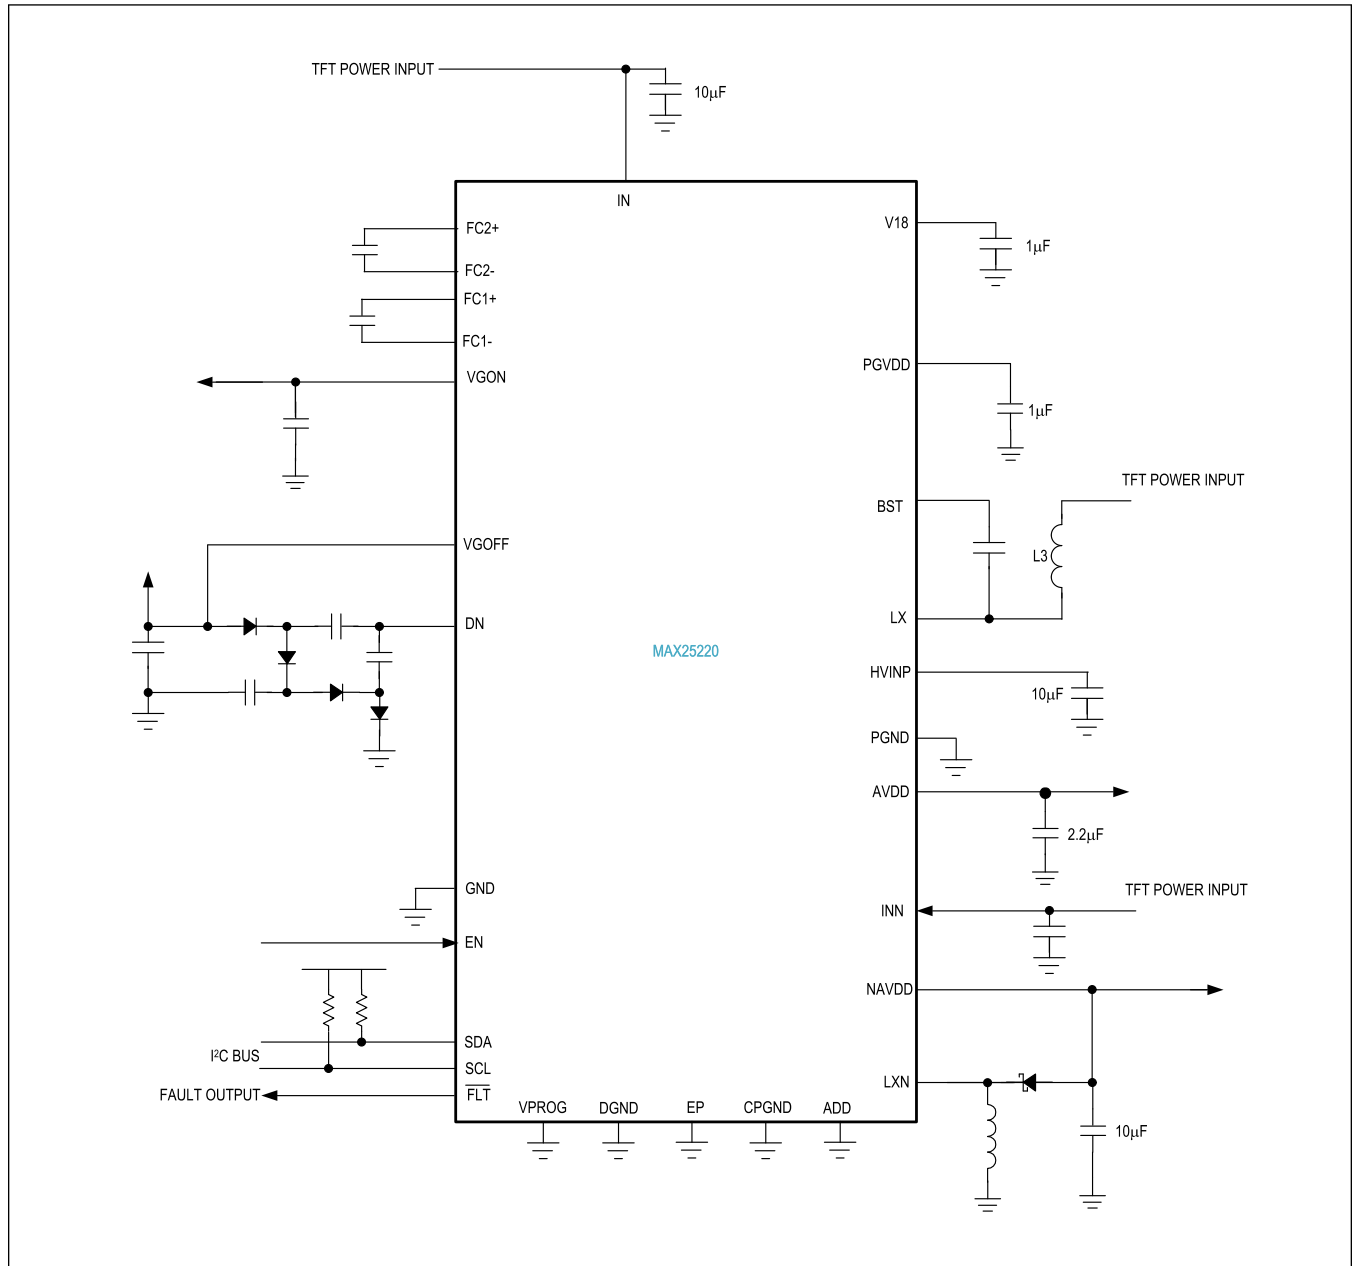 TFT POWER INPUT
10µF
IN
FC2+
V18
1µF
FC2-
FC1+
FC1-
PGVDD
VGON
1µF
TFT POWER INPUT
BST
VGOFF
L3
DN
LX
MAX25220
HVINP
10µF
PGND
AVDD
2.2µF
GND
TFT POWER INPUT
INN
EN
NAVDD
SDA
I²C BUS
SCL
LXN
FAULT OUTPUT
FLT
VPROG
DGND
EP
CPGND
ADD
10µF